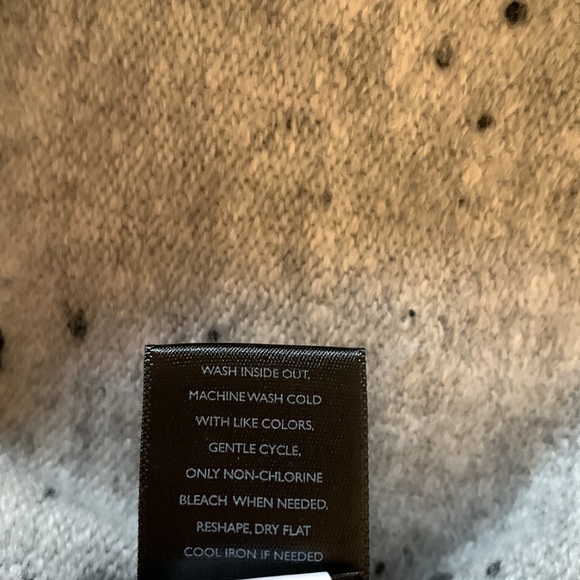 WASH INSIDE OUT,
MACHINE WASH COLD
WITH LIKE COLORS,
GENTLE CYCLE,
ONLY NON-CHLORINE
BLEACH WHEN NEEDED,
RESHAPE, DRY FLAT
COOL IRON IF NEEDED